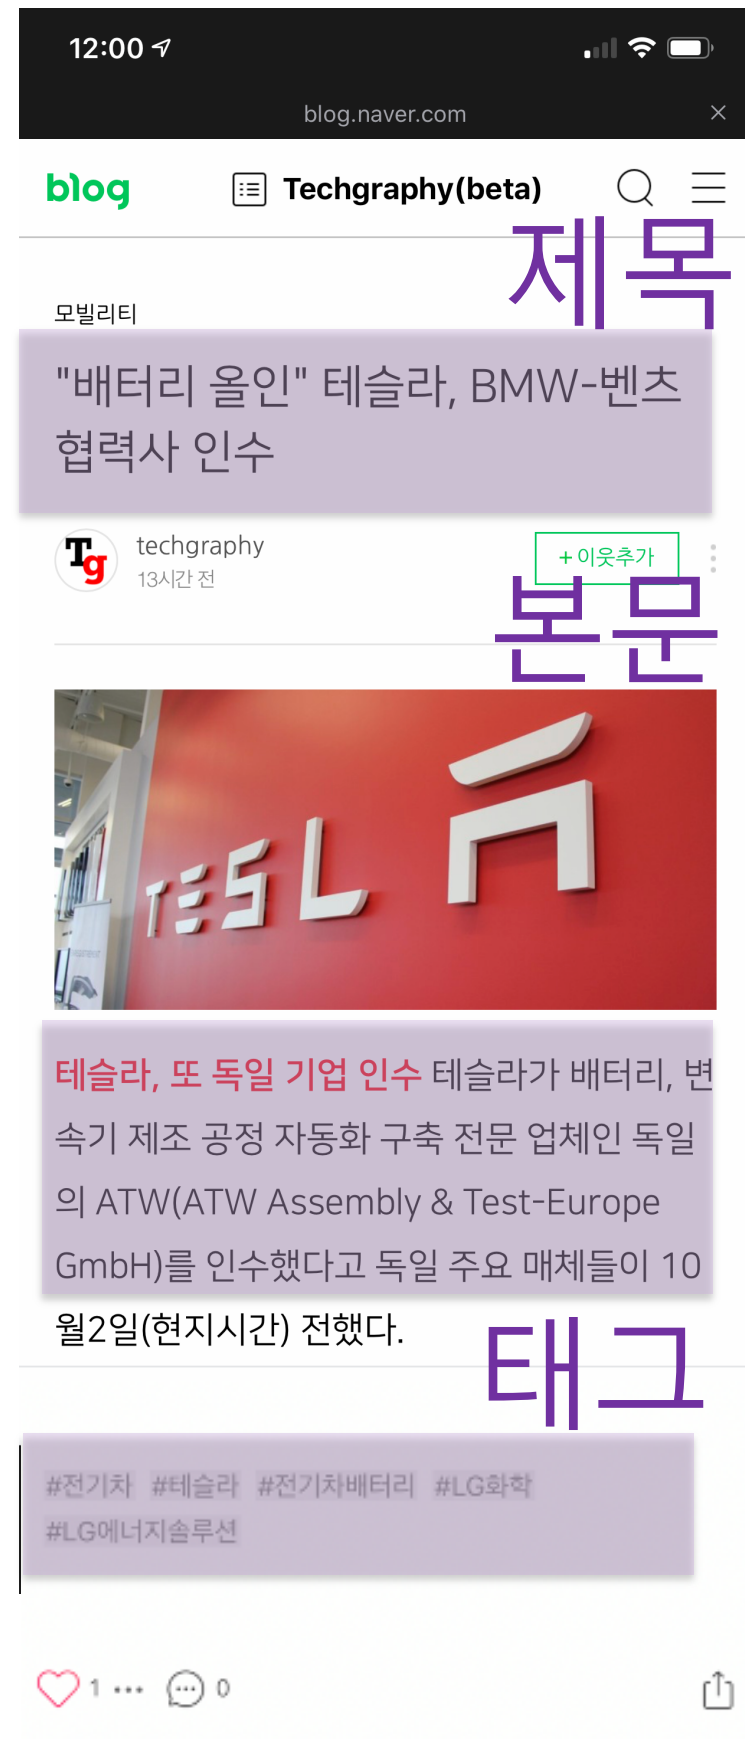 12:00
blog.naver.com
blog
Techgraphy(beta)
제목
모빌리티
"배터리 올인" 테슬라, BMW-벤츠
협력사 인수
Tg
techgraphy
13시간 전
+ 이웃추가
본문
TESLA
테슬라, 또 독일 기업 인수 테슬라가 배터리, 변
속기 제조 공정 자동화 구축 전문 업체인 독일
의 ATW(ATW Assembly & Test-Europe
GmbH)를 인수했다고 독일 주요 매체들이 10
월2일(현지시간) 전했다.
태그
#전기차 #테슬라 #전기차배터리 #LG화학
#LG에너지솔루션
1 ... 0